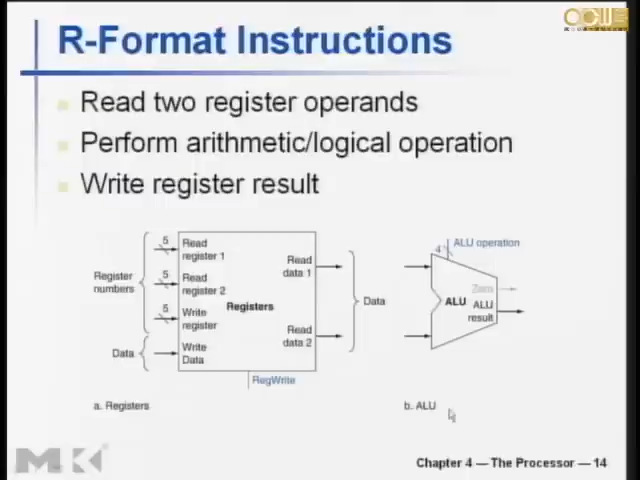 R-Format Instructions
Read two register operands
Perform arithmetic/logical operation
Write register result
Register numbers
5
Read register 1
5
Read register 2
5
Write register
Data
Write Data
Registers
Read data 1
Read data 2
RegWrite
Data
4
ALU operation
Zero
ALU
ALU result
a. Registers
b. ALU
MK
Chapter 4 — The Processor — 14